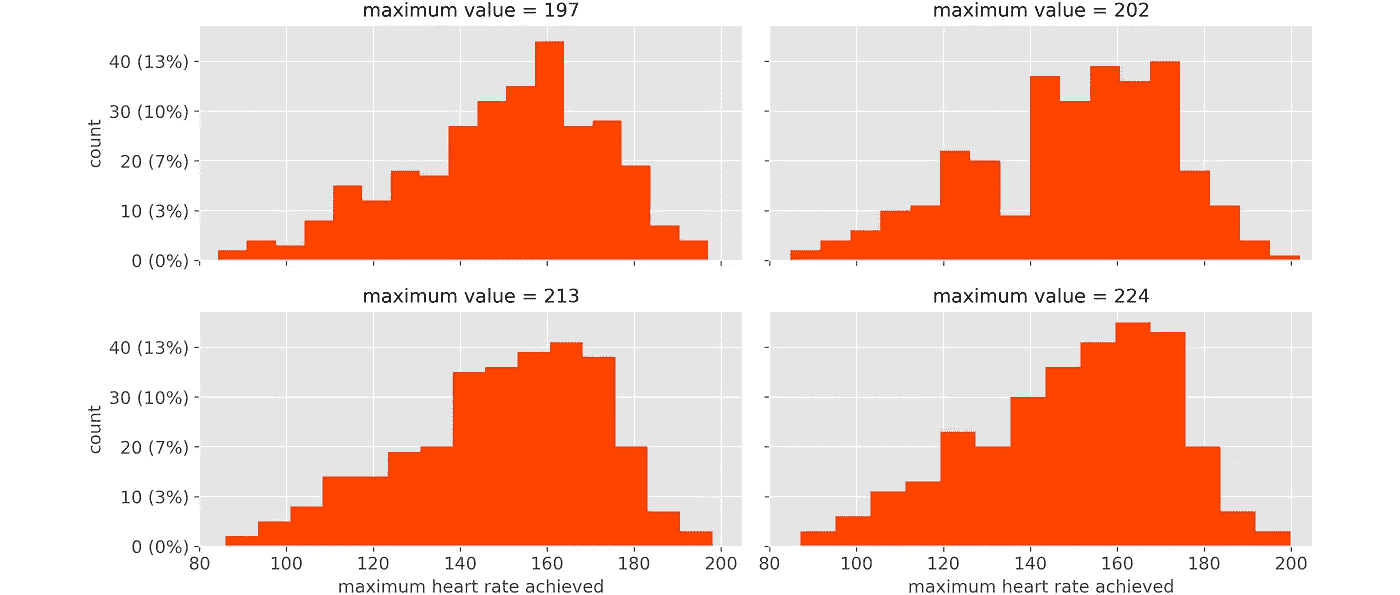 maximum value = 197
maximum value = 202
40 (13%)
30 (10%)
20 (7%)
10 (3%)
0 (0%)
count
maximum value = 213
maximum value = 224
40 (13%)
30 (10%)
20 (7%)
10 (3%)
0 (0%)
count
80 100 120 140 160 180 200
80 100 120 140 160 180 200
maximum heart rate achieved
maximum heart rate achieved